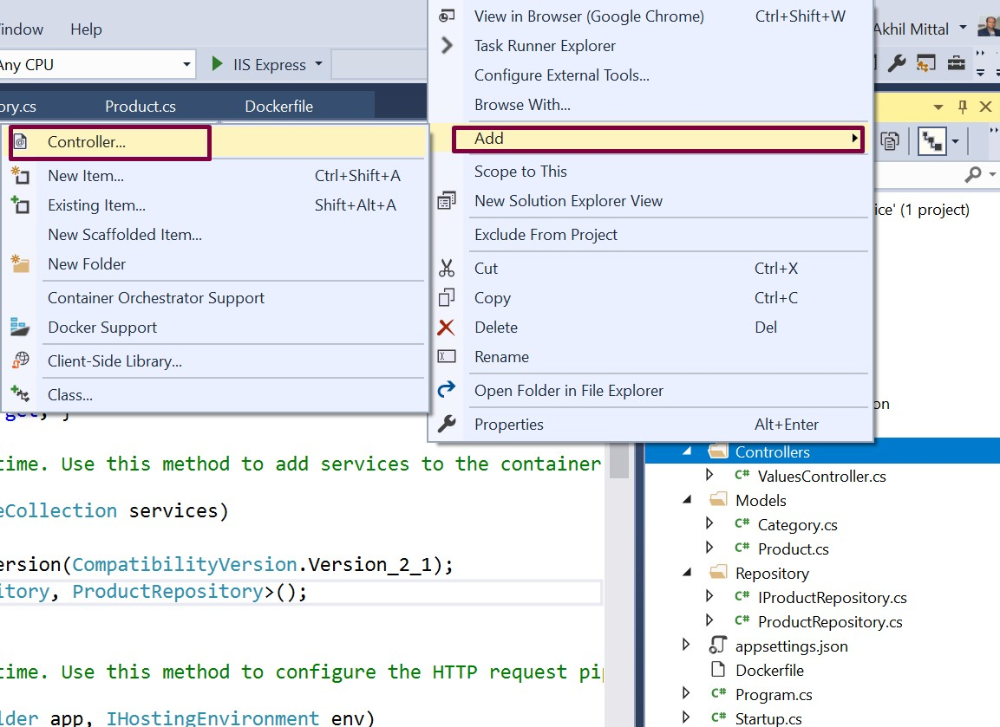 Window Help
Any CPU IIS Express
ory.cs Product.cs Dockerfile
Controller...
New Item... Ctrl+Shift+A
Existing Item... Shift+Alt+A
New Scaffolded Item...
New Folder
Container Orchestrator Support
Docker Support
Client-Side Library...
Class...
View in Browser (Google Chrome) Ctrl+Shift+W
Task Runner Explorer
Configure External Tools...
Browse With...
Add
Scope to This
New Solution Explorer View
Exclude From Project
Cut Ctrl+X
Copy Ctrl+C
Delete Del
Rename
Open Folder in File Explorer
Properties Alt+Enter
Akhil Mittal
ice' (1 project)
on
Controllers
C# ValuesController.cs
Models
C# Category.cs
C# Product.cs
Repository
C# IProductRepository.cs
C# ProductRepository.cs
appsettings.json
Dockerfile
C# Program.cs
C# Startup.cs
get; }
time. Use this method to add services to the container
eCollection services)
ersion(CompatibilityVersion.Version_2_1);
itory, ProductRepository>();
time. Use this method to configure the HTTP request pip
lder app, IHostingEnvironment env)